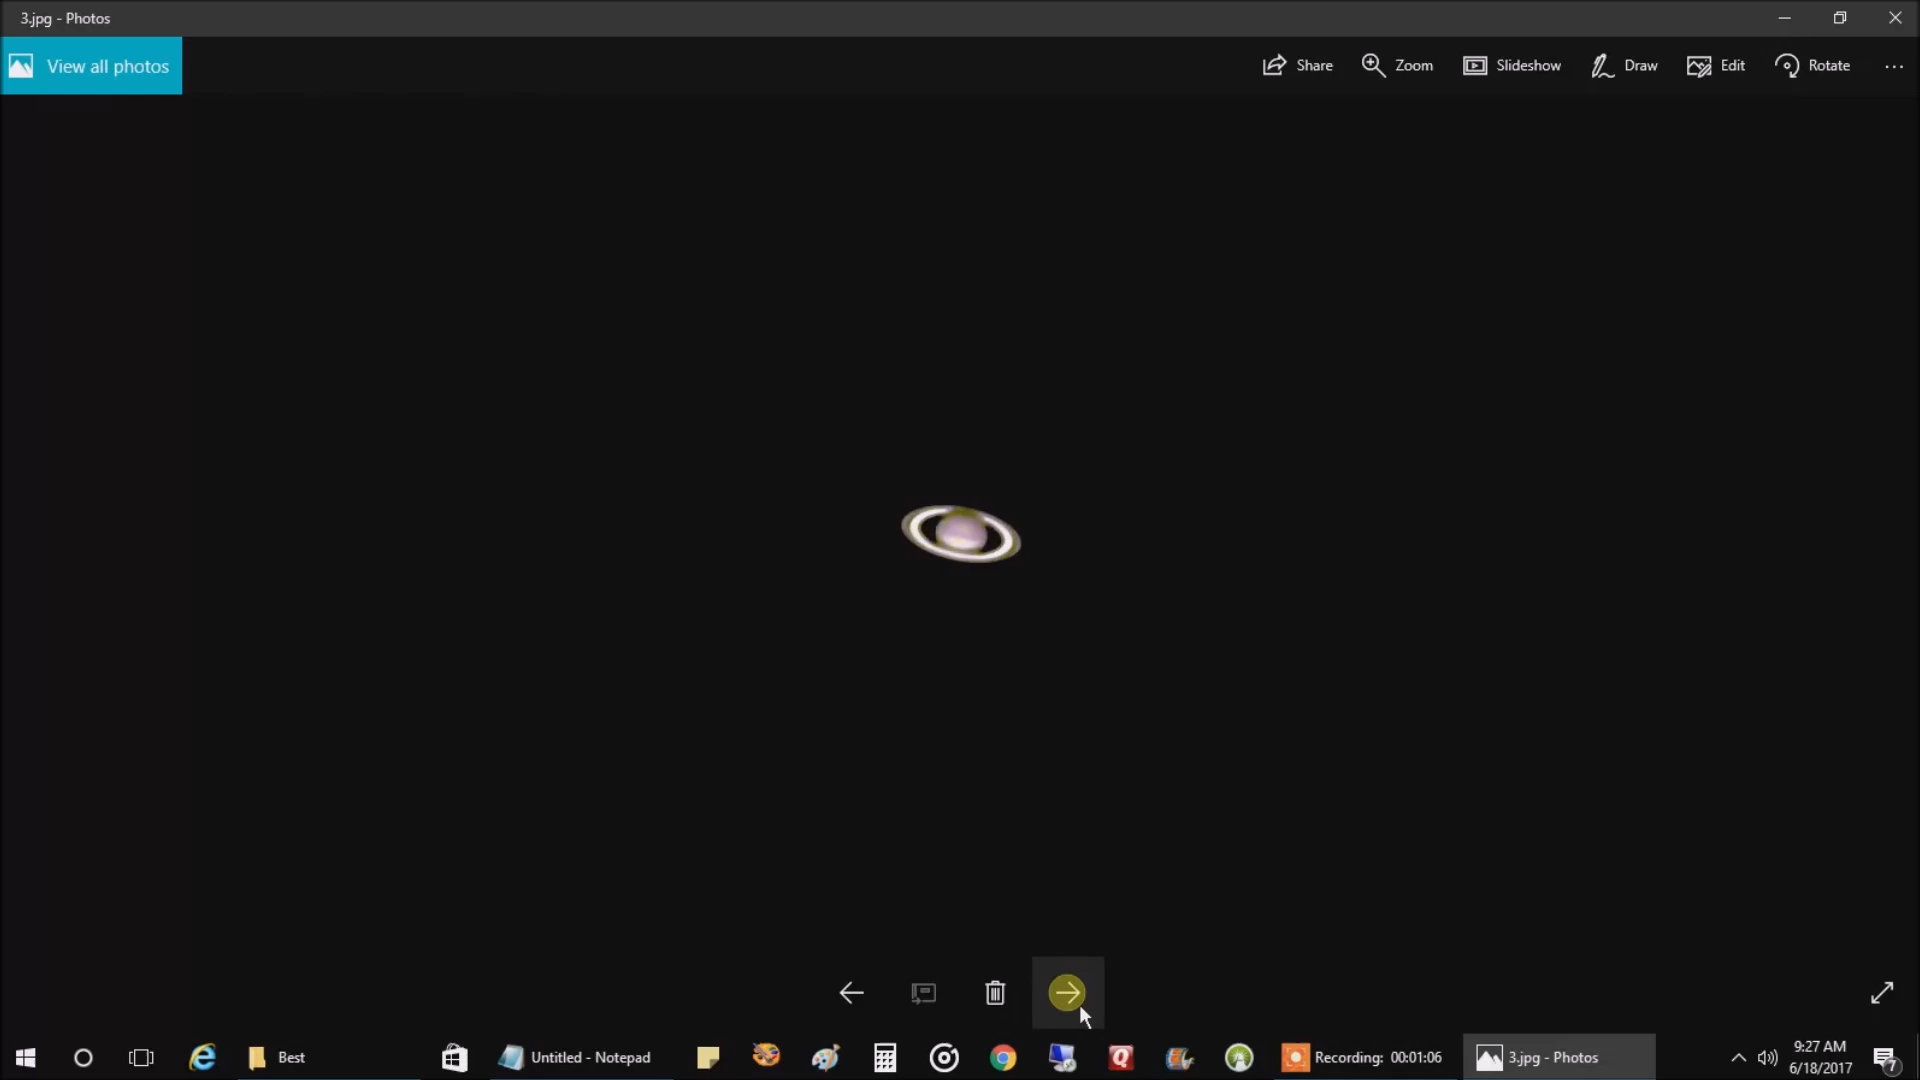 3.jpg - Photos
View all photos
Share Zoom Slideshow Draw Edit Rotate ...
Best Untitled - Notepad Q Recording: 00:01:06 3.jpg - Photos 9:27 AM
6/18/2017 7